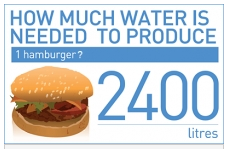 HOW MUCH WATER IS
NEEDED TO PRODUCE
1 hamburger?
2400
litres